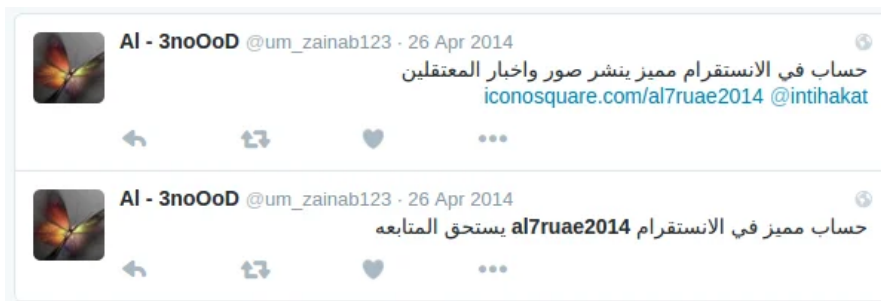 Al - 3noOoD @um_zainab123 · 26 Apr 2014
حساب في الانستقرام مميز ينشر صور واخبار المعتقلين
iconosquare.com/al7ruae2014 @intihakat
Al - 3noOoD @um_zainab123 · 26 Apr 2014
حساب مميز في الانستقرام al7ruae2014 يستحق المتابعه